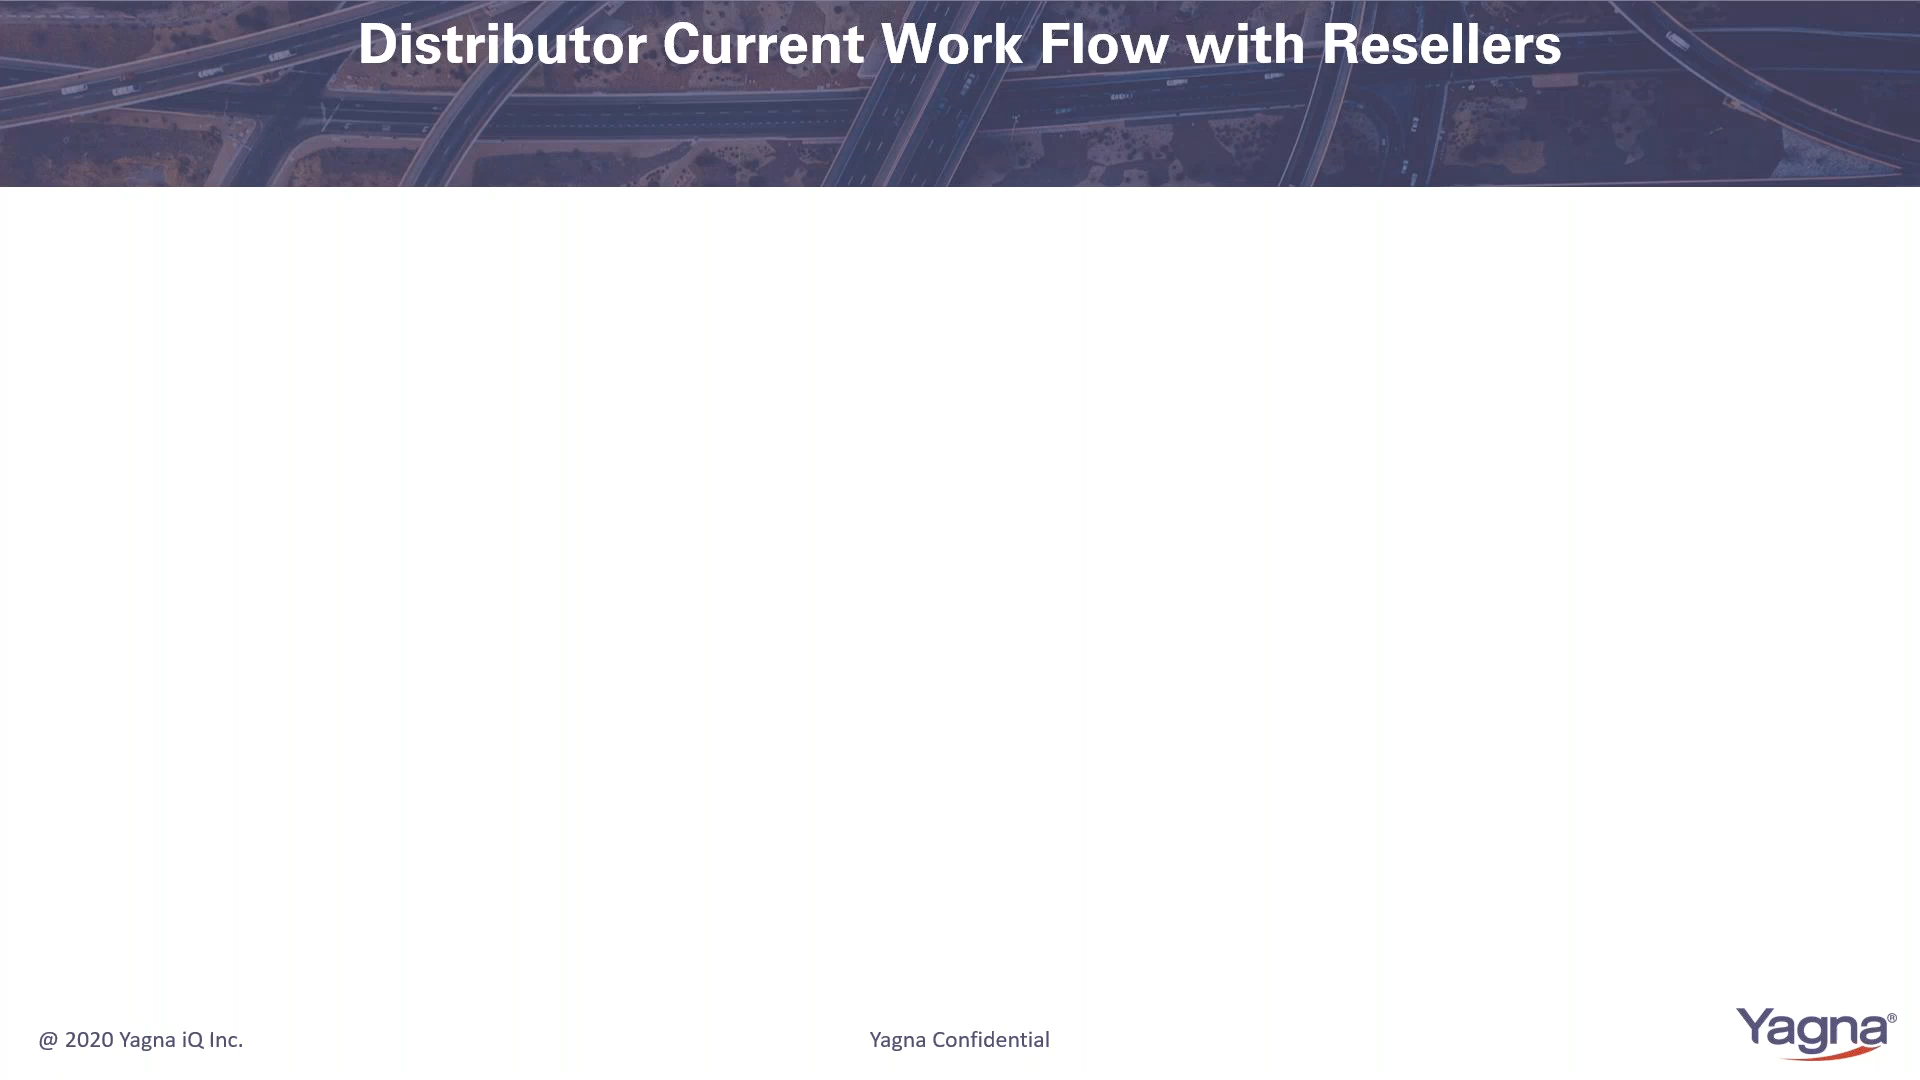 Distributor Current Work Flow with Resellers
@ 2020 Yagna iQ Inc.
Yagna Confidential
Yagna®